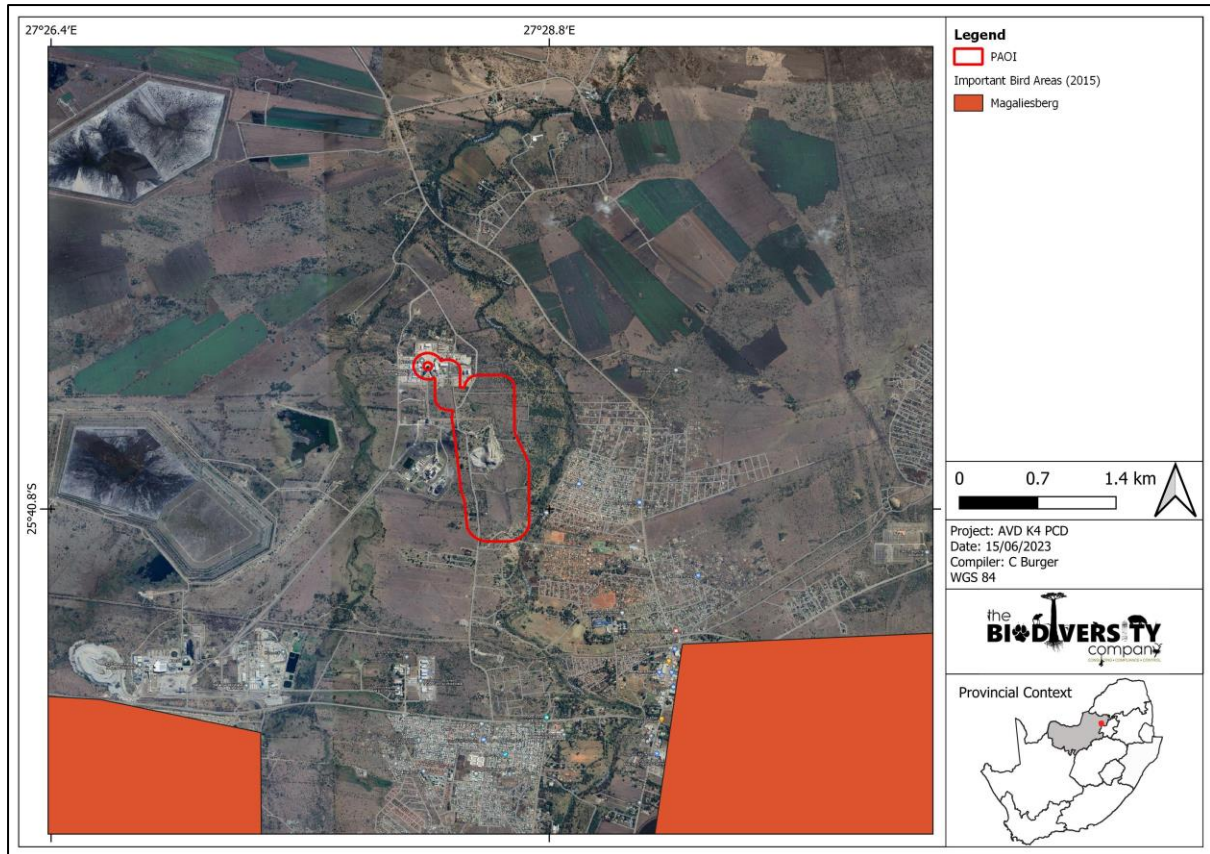 27°26.4′E
27°28.8′E
25°40.8′S
Legend
PAOI
Important Bird Areas (2015)
Magaliesberg
0 0.7 1.4 km
Project: AVD K4 PCD
Date: 15/06/2023
Compiler: C Burger
WGS 84
the
BIODIVERSITY
company
Provincial Context